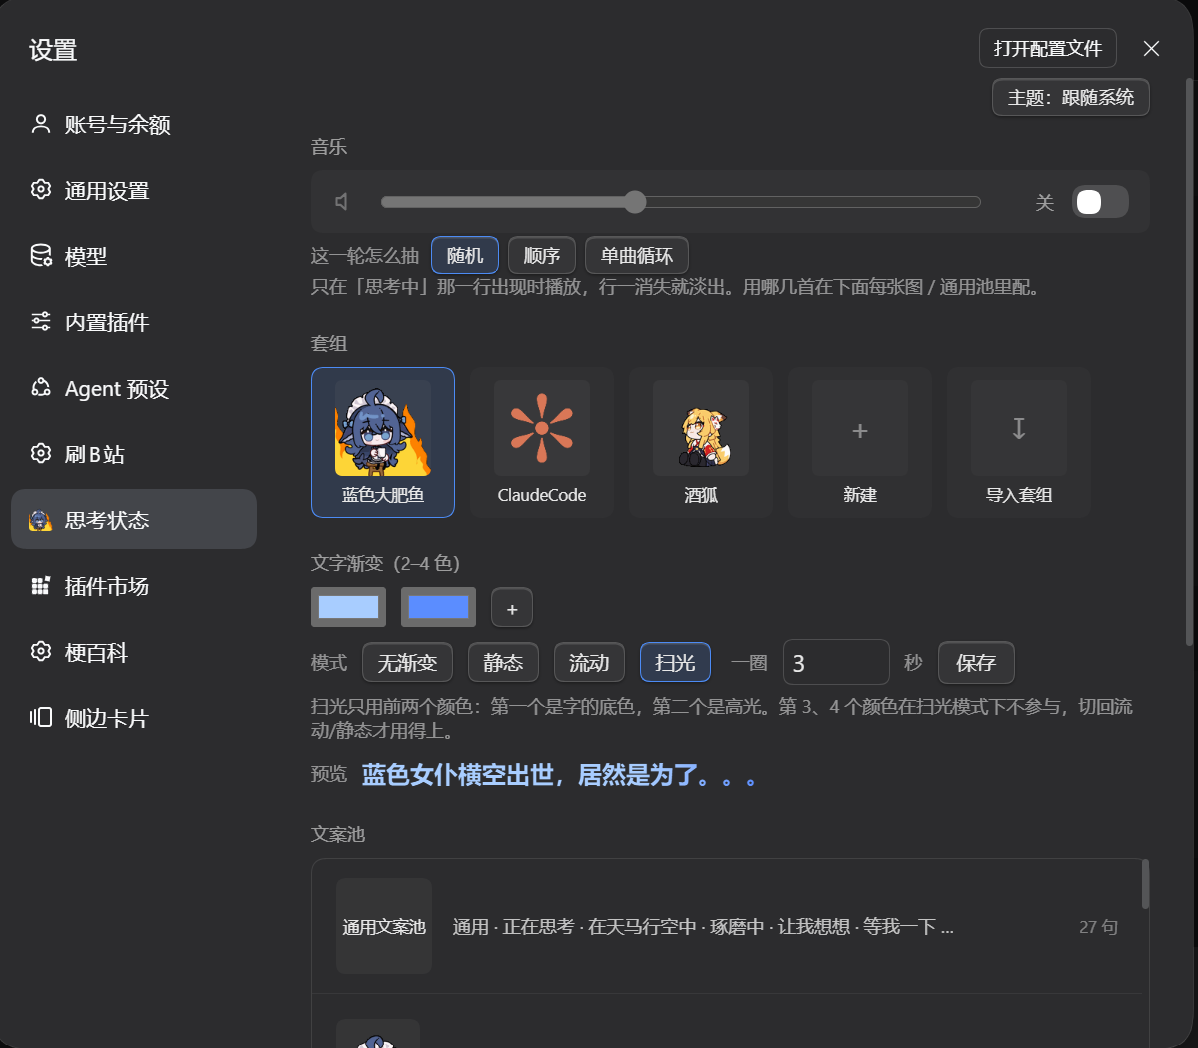 设置
打开配置文件
主题：跟随系统
账号与余额
通用设置
模型
内置插件
Agent 预设
刷B站
思考状态
插件市场
梗百科
侧边卡片
音乐
关
这一轮怎么抽 随机 顺序 单曲循环
只在「思考中」那一行出现时播放，行一消失就淡出。用哪几首在下面每张图 / 通用池里配。
套组
蓝色大肥鱼 ClaudeCode 酒狐 新建 导入套组
文字渐变（2–4 色）
+
模式 无渐变 静态 流动 扫光 一圈 3 秒 保存
扫光只用前两个颜色：第一个是字的底色，第二个是高光。第 3、4 个颜色在扫光模式下不参与，切回流
动/静态才用得上。
预览 蓝色女仆横空出世，居然是为了。。。
文案池
通用文案池 通用 · 正在思考 · 在天马行空中 · 琢磨中 · 让我想想 · 等我一下 ... 27 句